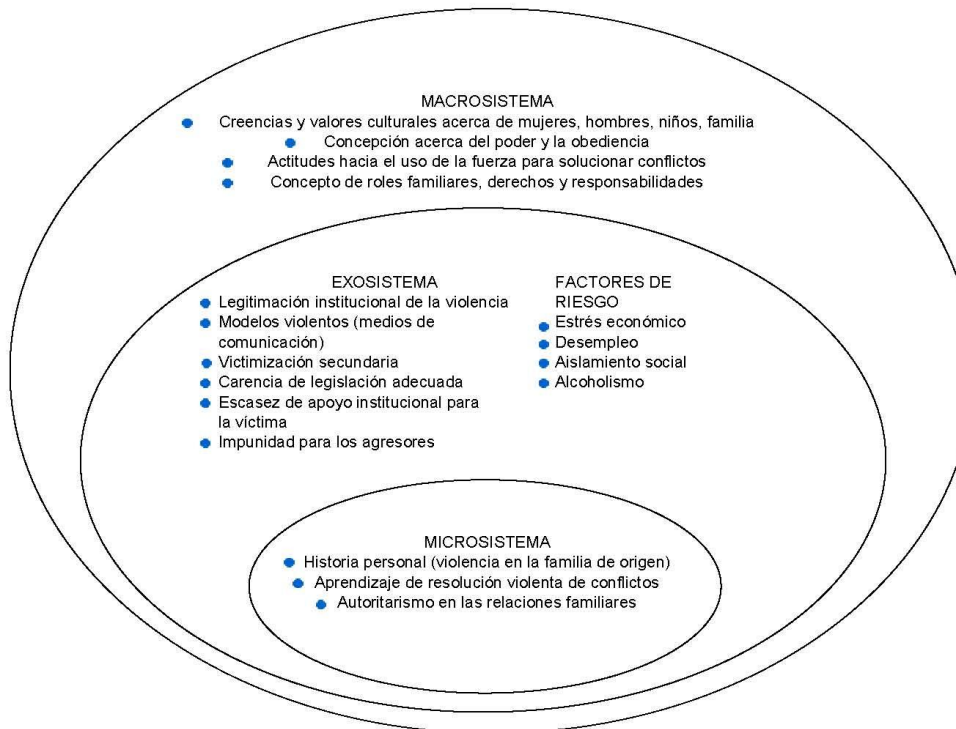 MACROSISTEMA
Creencias y valores culturales acerca de mujeres, hombres, niños, familia
Concepción acerca del poder y la obediencia
Actitudes hacia el uso de la fuerza para solucionar conflictos
Concepto de roles familiares, derechos y responsabilidades
EXOSISTEMA
Legitimación institucional de la violencia
Modelos violentos (medios de
comunicación)
Victimización secundaria
Carencia de legislación adecuada
Escasez de apoyo institucional para
la víctima
Impunidad para los agresores
FACTORES DE
RIESGO
Estrés económico
Desempleo
Aislamiento social
Alcoholismo
MICROSISTEMA
Historia personal (violencia en la familia de origen)
Aprendizaje de resolución violenta de conflictos
Autoritarismo en las relaciones familiares